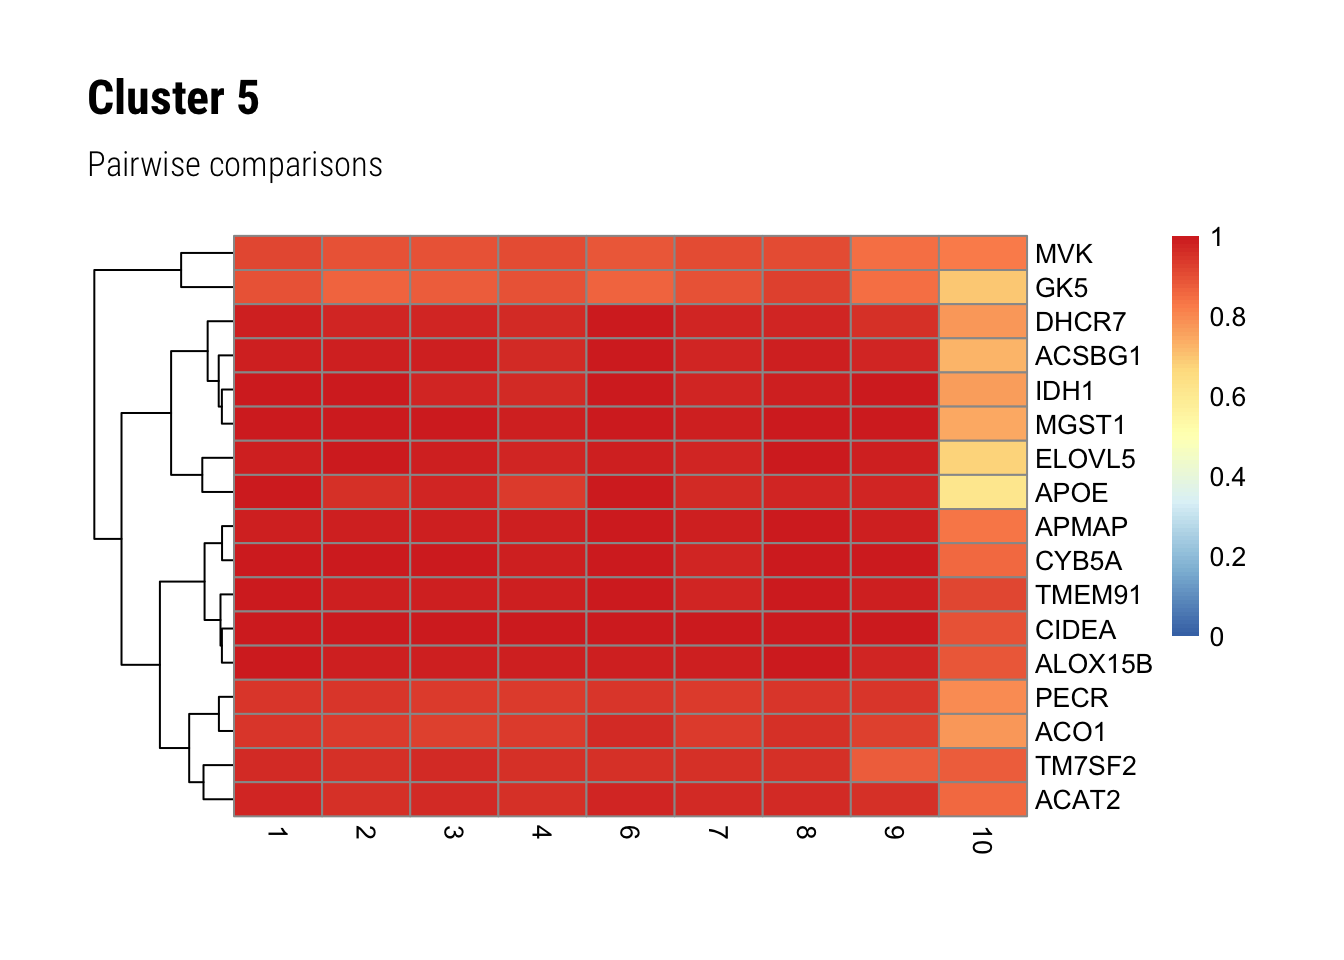 Cluster 5
Pairwise comparisons
MVK
GK5
DHCR7
ACSBG1
IDH1
MGST1
ELOVL5
APOE
APMAP
CYB5A
TMEM91
CIDEA
ALOX15B
PECR
ACO1
TM7SF2
ACAT2
1 2 3 4 6 7 8 9 10
1
0.8
0.6
0.4
0.2
0